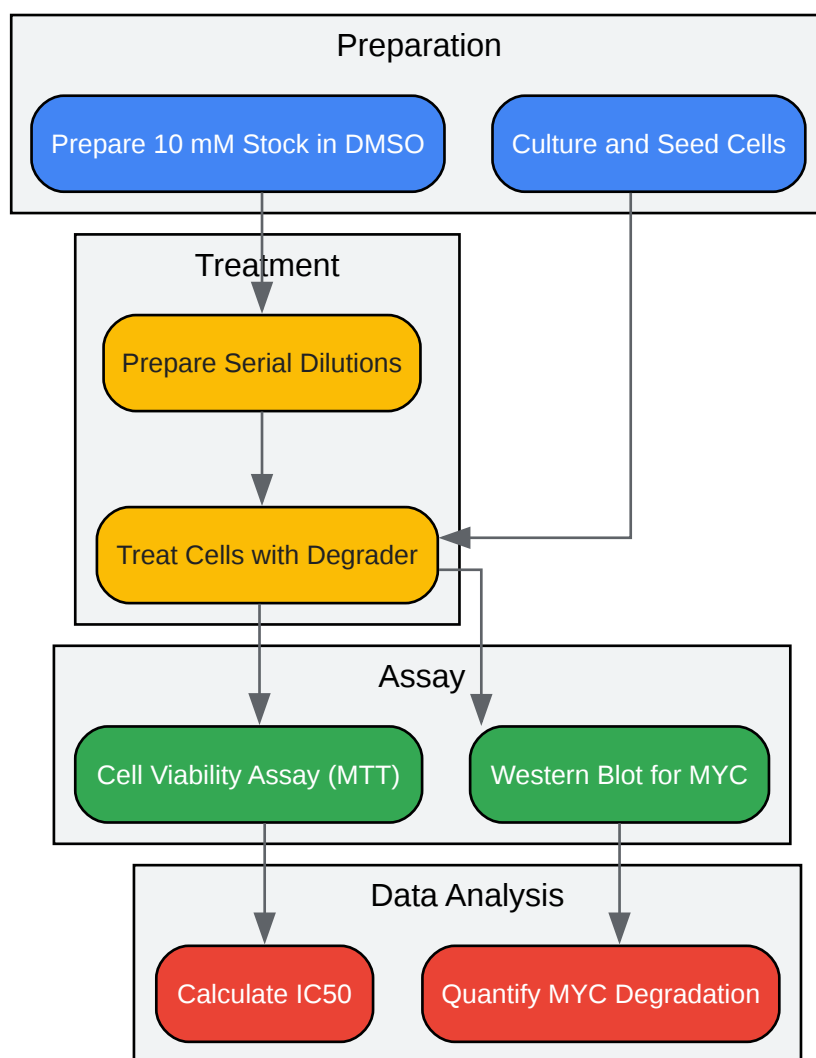 Preparation
Prepare 10 mM Stock in DMSO
Culture and Seed Cells
Treatment
Prepare Serial Dilutions
Treat Cells with Degrader
Assay
Cell Viability Assay (MTT)
Western Blot for MYC
Data Analysis
Calculate IC50
Quantify MYC Degradation